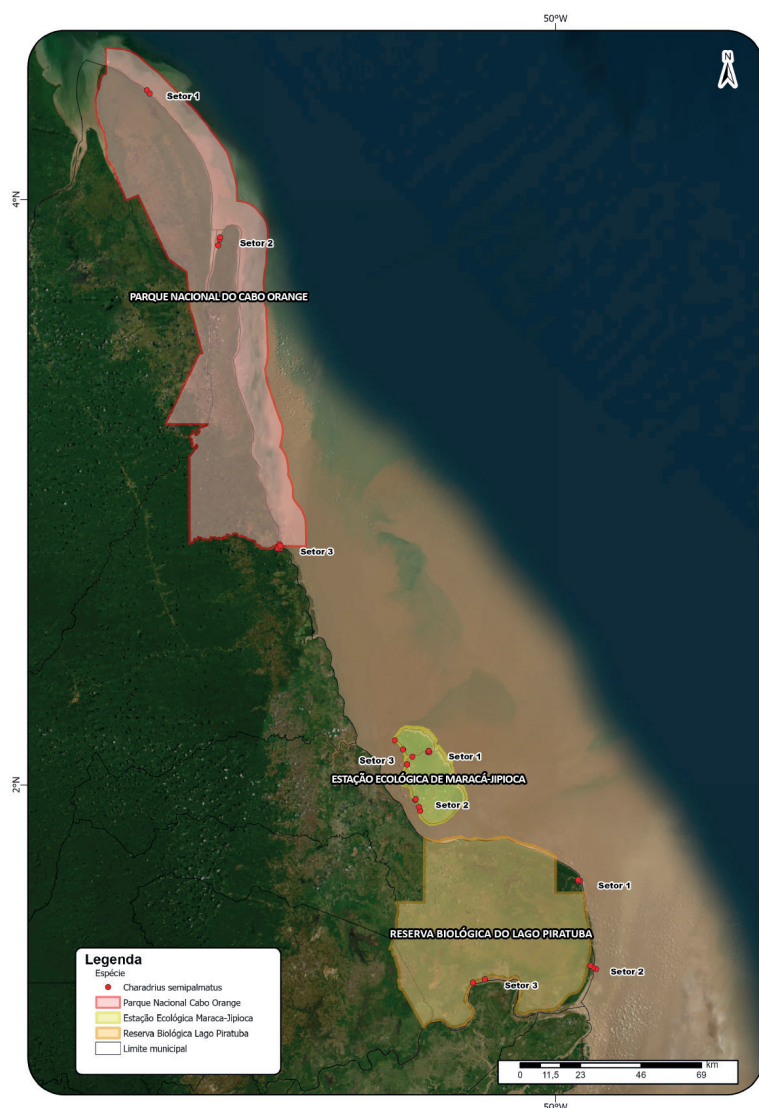 50°W
N
Setor 1
4°N
Setor 2
PARQUE NACIONAL DO CABO ORANGE
Setor 3
Setor 1
Setor 3
2°N
ESTAÇÃO ECOLÓGICA DE MARACÁ-JIPIOCA
Setor 2
Setor 1
RESERVA BIOLÓGICA DO LAGO PIRATUBA
Setor 2
Setor 3
Legenda
Espécie
Charadrius semipalmatus
Parque Nacional Cabo Orange
Estação Ecológica Maraca-Jipioca
Reserva Biológica Lago Piratuba
Limite municipal
km
0 11,5 23 46 69
50°W